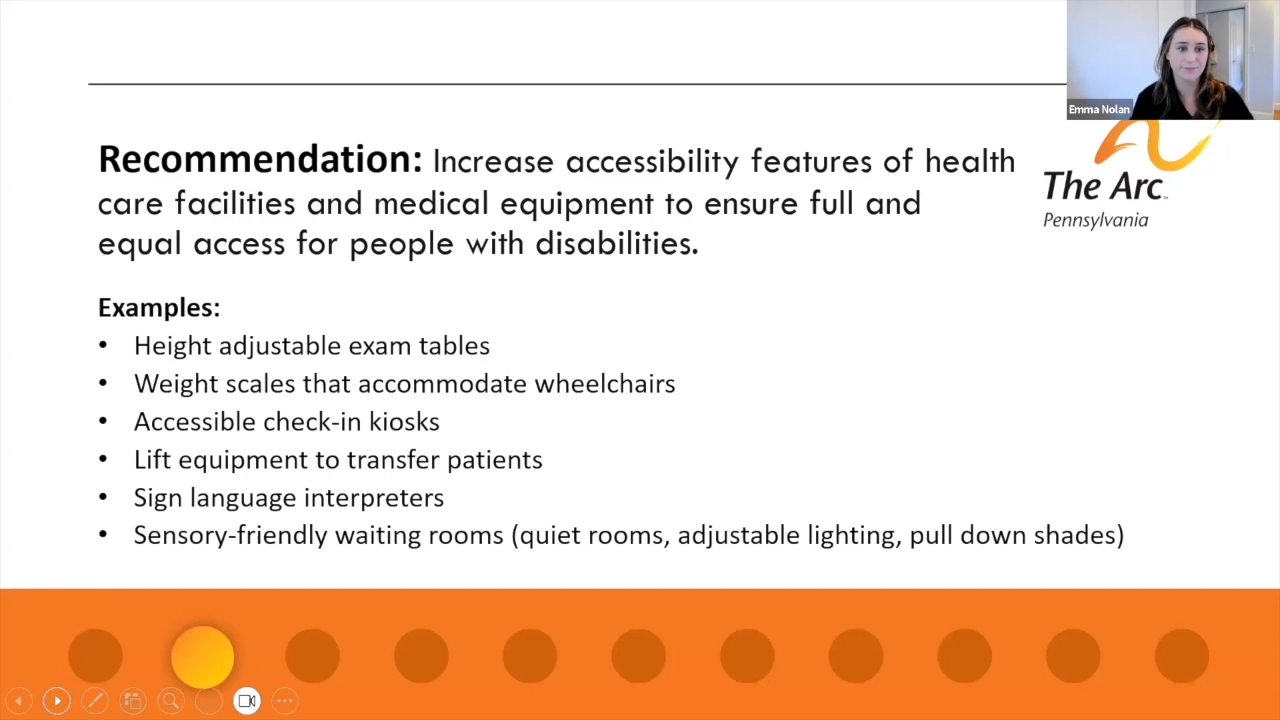 Emma Nolan
Recommendation: Increase accessibility features of health
care facilities and medical equipment to ensure full and
equal access for people with disabilities.
The Arc™
Pennsylvania
Examples:
• Height adjustable exam tables
• Weight scales that accommodate wheelchairs
• Accessible check-in kiosks
• Lift equipment to transfer patients
• Sign language interpreters
• Sensory-friendly waiting rooms (quiet rooms, adjustable lighting, pull down shades)